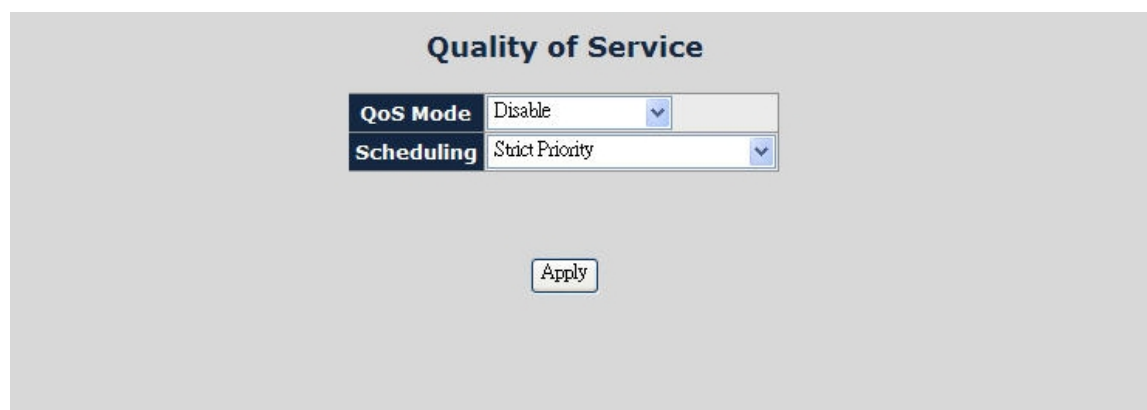 Quality of Service
QoS Mode Disable
Scheduling Strict Priority
Apply